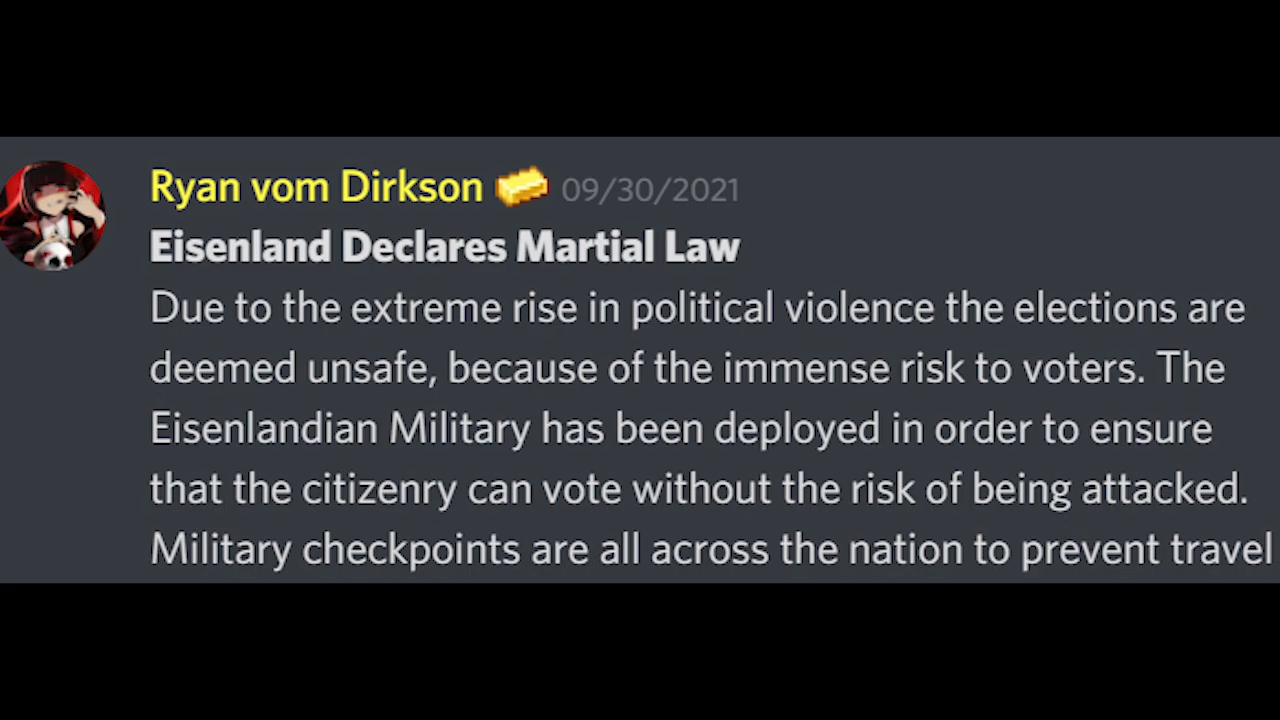 Ryan vom Dirkson 09/30/2021
Eisenland Declares Martial Law
Due to the extreme rise in political violence the elections are
deemed unsafe, because of the immense risk to voters. The
Eisenlandian Military has been deployed in order to ensure
that the citizenry can vote without the risk of being attacked.
Military checkpoints are all across the nation to prevent travel